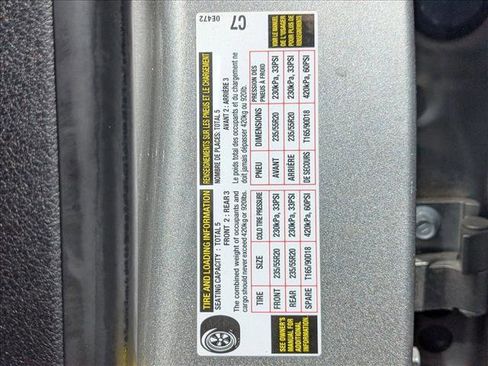 TIRE AND LOADING INFORMATION
SEATING CAPACITY : TOTAL 5
FRONT 2 : REAR 3
The combined weight of occupants and
cargo should never exceed 420kg or 920lbs.
TIRE SIZE COLD TIRE PRESSURE
FRONT 235/55R20 230kPa, 33PSI
REAR 235/55R20 230kPa, 33PSI
SPARE T165/90D18 420kPa, 60PSI
SEE OWNER'S
MANUAL FOR
ADDITIONAL
INFORMATION
RENSEIGNEMENTS SUR LES PNEUS ET LE CHARGEMENT
NOMBRE DE PLACES: TOTAL 5
AVANT 2 : ARRIÈRE 3
Le poids total des occupants et du chargement ne
doit jamais dépasser 420kg ou 920lb.
PNEU DIMENSIONS PRESSION DES
PNEUS À FROID
AVANT 235/55R20 230kPa, 33PSI
ARRIÈRE 235/55R20 230kPa, 33PSI
DE SECOURS T165/90D18 420kPa, 60PSI
VOIR LE MANUEL
DE L'USAGER
POUR PLUS DE
RENSEIGNEMENTS
C7
0E472